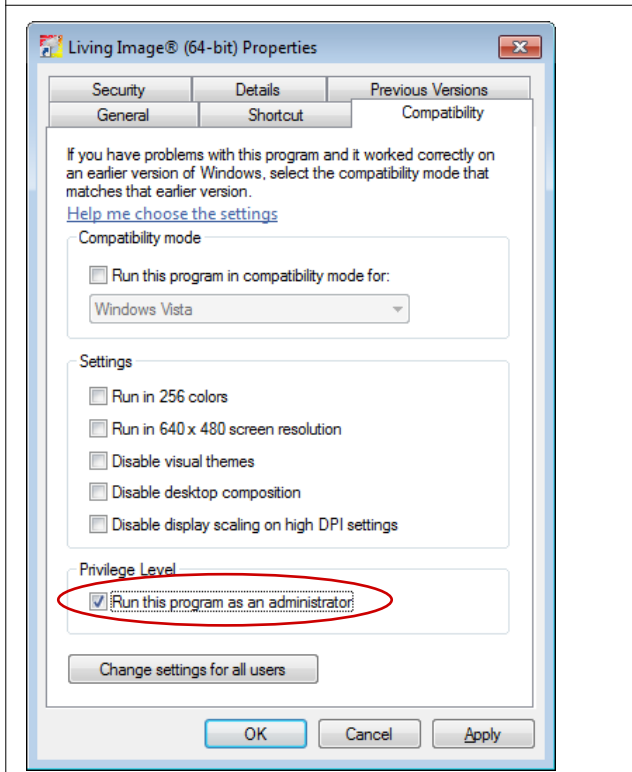 Living Image® (64-bit) Properties
Security Details Previous Versions
General Shortcut Compatibility
If you have problems with this program and it worked correctly on
an earlier version of Windows, select the compatibility mode that
matches that earlier version.
Help me choose the settings
Compatibility mode
Run this program in compatibility mode for:
Windows Vista
Settings
Run in 256 colors
Run in 640 x 480 screen resolution
Disable visual themes
Disable desktop composition
Disable display scaling on high DPI settings
Privilege Level
Run this program as an administrator
Change settings for all users
OK Cancel Apply